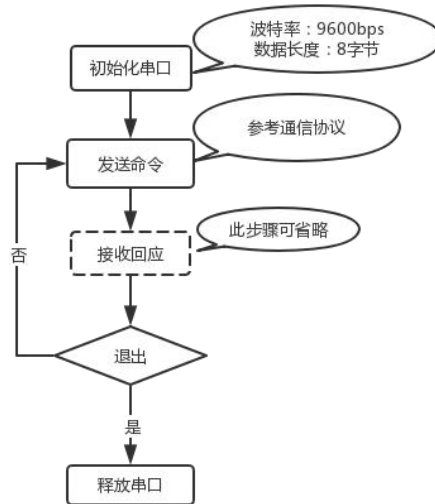 波特率：9600bps
数据长度：8字节
初始化串口
参考通信协议
发送命令
此步骤可省略
接收回应
否
退出
是
释放串口